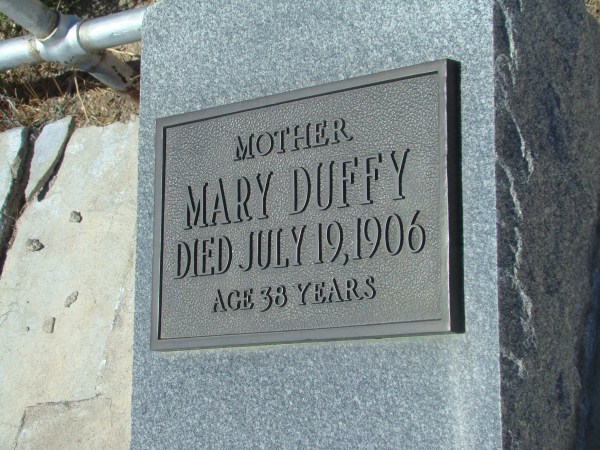 MOTHER
MARY DUFFY
DIED JULY 19, 1906
AGE 38 YEARS